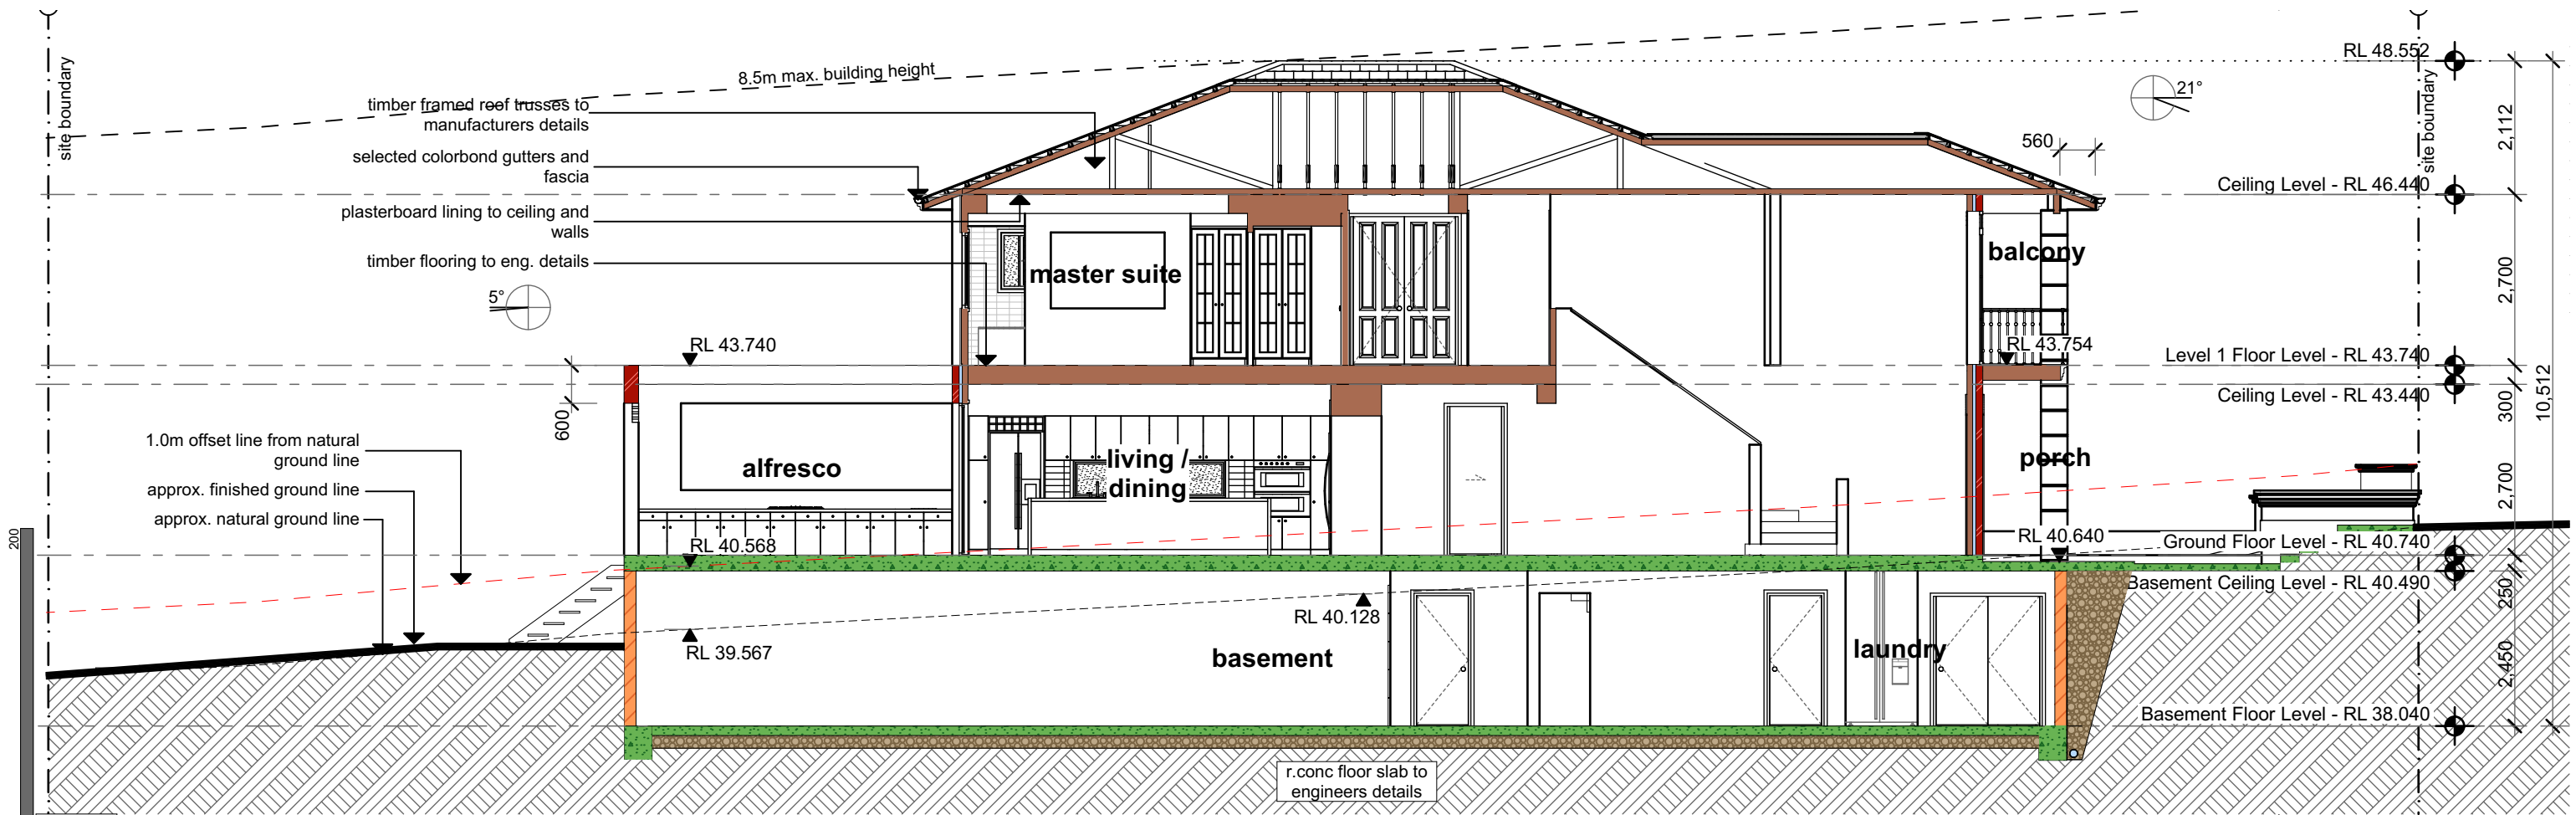 RL 48.552
site boundary
8.5m max. building height
site boundary
21°
timber framed roof trusses to
manufacturers details
2,112
560
selected colorbond gutters and
fascia
Ceiling Level - RL 46.440
plasterboard lining to ceiling and
walls
balcony
timber flooring to eng. details
master suite
2,700
5°
RL 43.740
RL 43.754
Level 1 Floor Level - RL 43.740
Ceiling Level - RL 43.440
300
10,512
600
1.0m offset line from natural
ground line
alfresco
living /
dining
porch
2,700
approx. finished ground line
approx. natural ground line
200
RL 40.568
RL 40.640
Ground Floor Level - RL 40.740
Basement Ceiling Level - RL 40.490
250
RL 40.128
RL 39.567
basement
laundry
2,450
Basement Floor Level - RL 38.040
r.conc floor slab to
engineers details